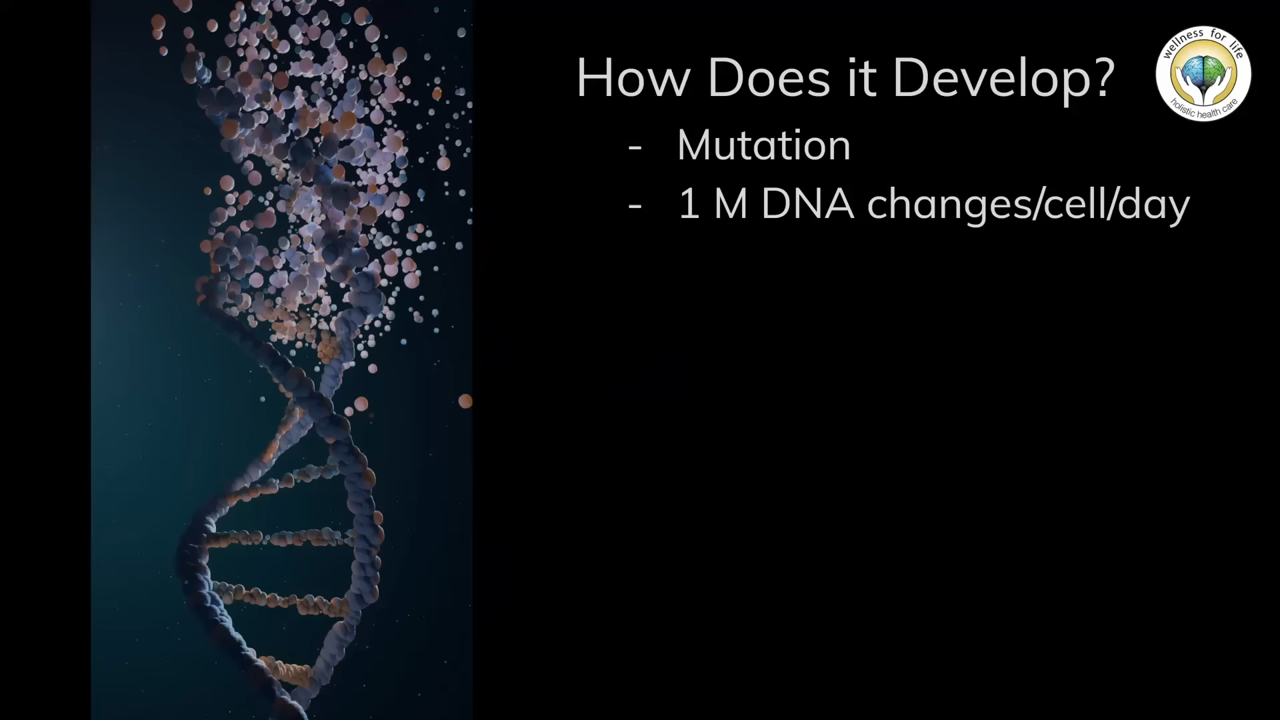 How Does it Develop?
- Mutation
- 1 M DNA changes/cell/day
wellness for life
holistic health care